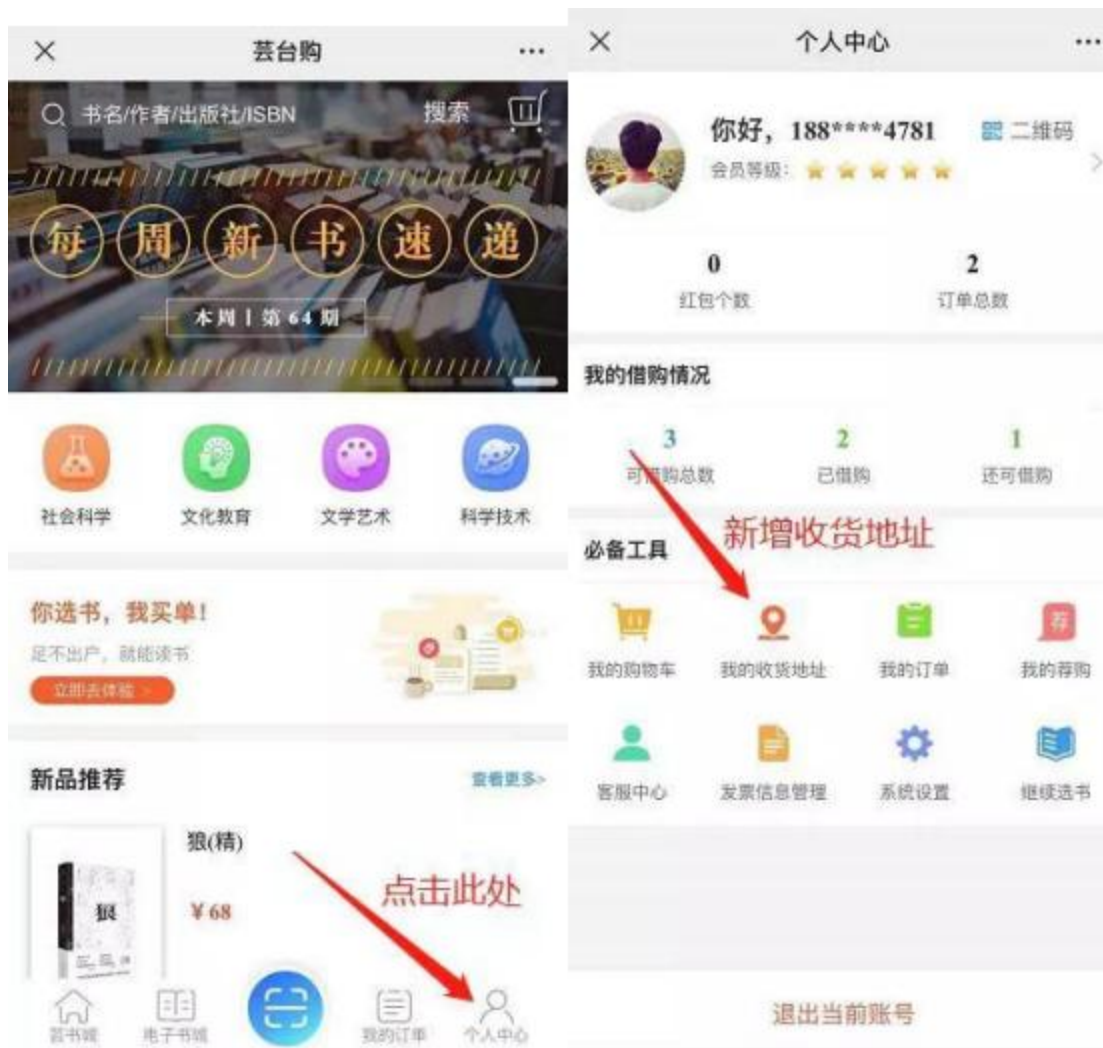 芸台购
书名/作者/出版社/ISBN 搜索
每周新书速递
本周 | 第 64 期
社会科学 文化教育 文学艺术 科学技术
你选书，我买单！
足不出户，就能读书
立即去体验 >
新品推荐 查看更多>
狼(精)
¥68
狼
点击此处
芸书城 电子书城 我的订单 个人中心
个人中心
你好，188****4781 二维码
会员等级：
0 2
红包个数 订单总数
我的借购情况
3 2 1
可借购总数 已借购 还可借购
新增收货地址
必备工具
荐
我的购物车 我的收货地址 我的订单 我的荐购
客服中心 发票信息管理 系统设置 继续选书
退出当前账号